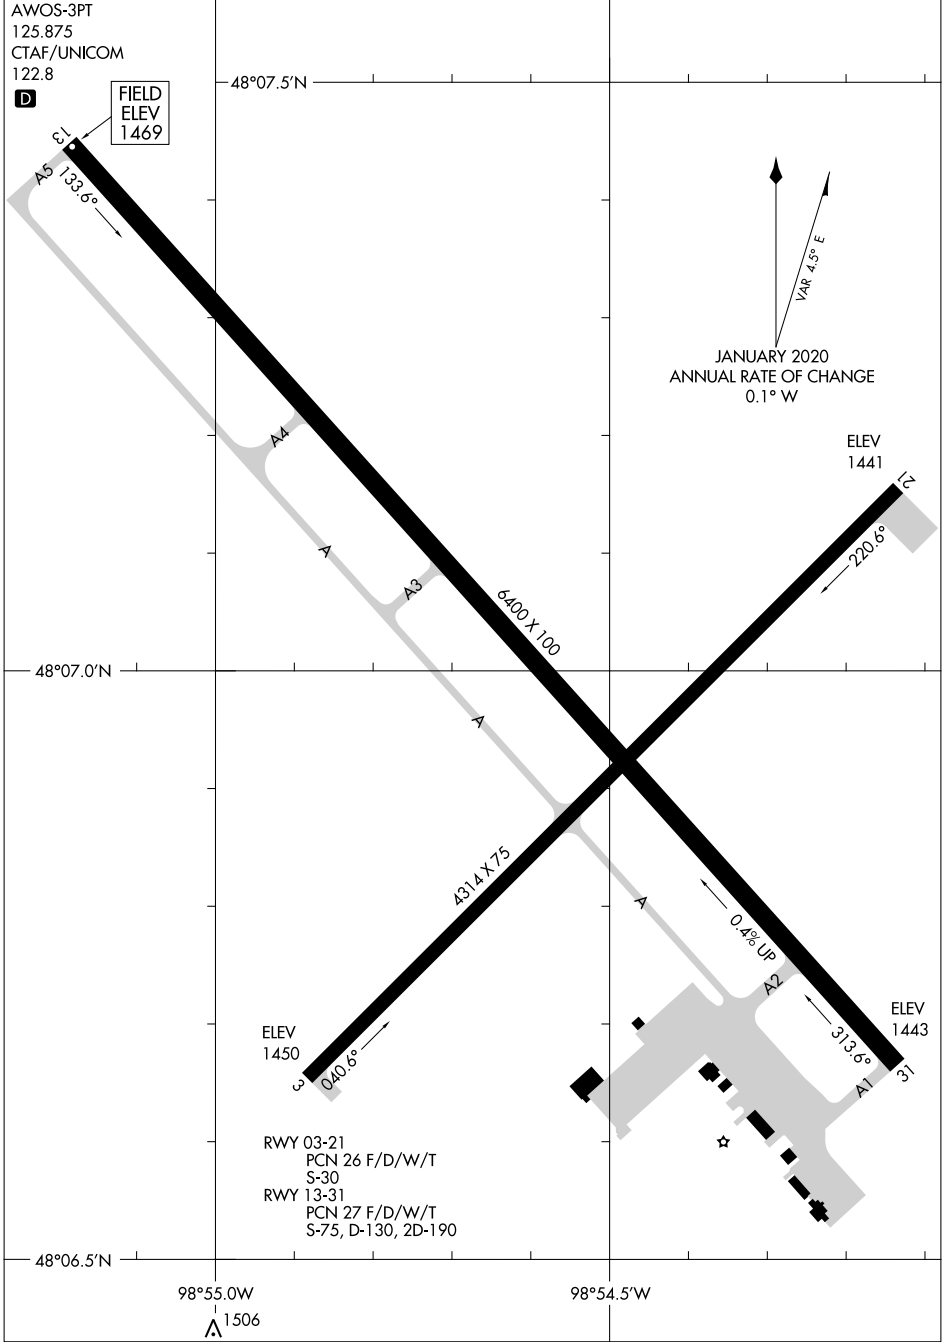 AWOS-3PT
125.875
CTAF/UNICOM
122.8
D
FIELD
ELEV
1469
48°07.5'N
13
A5
133.6°
VAR 4.5° E
JANUARY 2020
ANNUAL RATE OF CHANGE
0.1° W
A4
ELEV
1441
21
220.6°
A
A3
6400 X 100
48°07.0'N
A
4314 X 75
A
0.4% UP
A2
ELEV
1443
313.6°
31
A1
ELEV
1450
040.6°
3
RWY 03-21
PCN 26 F/D/W/T
S-30
RWY 13-31
PCN 27 F/D/W/T
S-75, D-130, 2D-190
48°06.5'N
98°55.0'W
98°54.5'W
1506